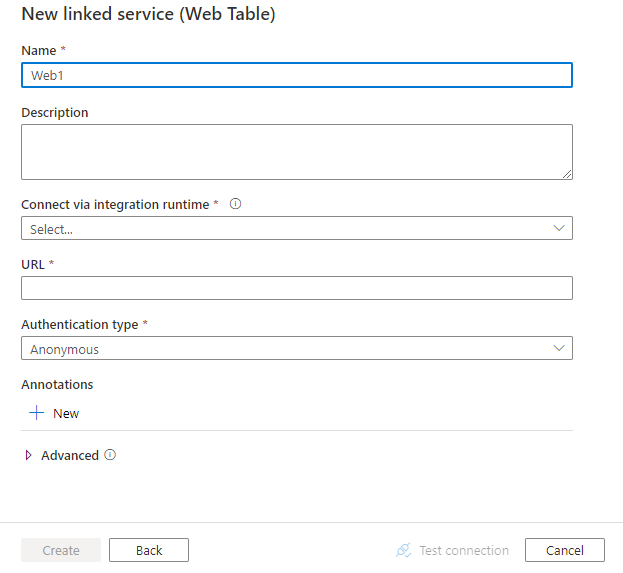 New linked service (Web Table)
Name *
Web1
Description
Connect via integration runtime *
Select...
URL *
Authentication type *
Anonymous
Annotations
New
Advanced
Create
Back
Test connection
Cancel